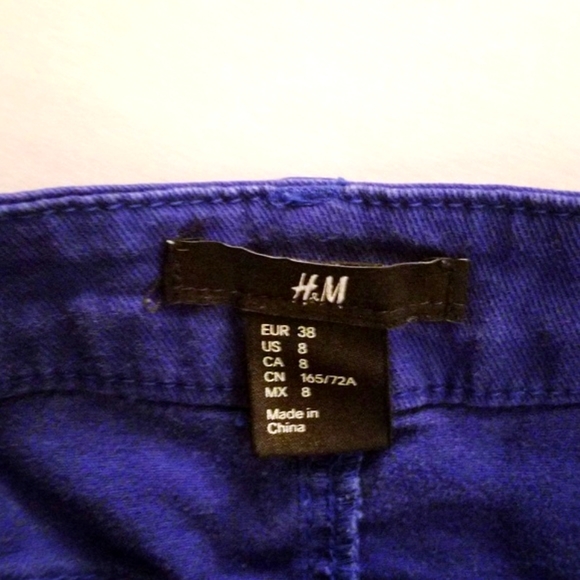 H&M
EUR 38
US 8
CA 8
CN 165/72A
MX 8
Made in
China